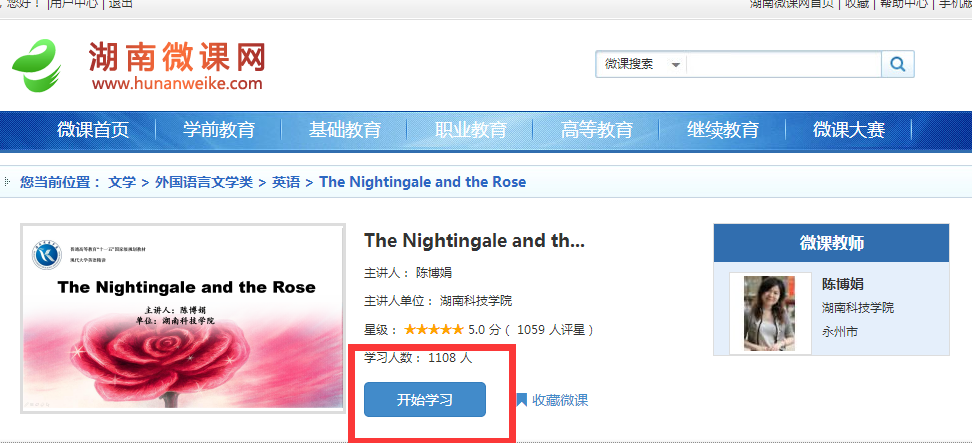 ，您好！ |用户中心 | 退出
湖南微课网首页 | 收藏 | 帮助中心 | 手机版
湖南微课网
www.hunanweike.com
微课搜索
微课首页 学前教育 基础教育 职业教育 高等教育 继续教育 微课大赛
您当前位置： 文学 > 外国语言文学类 > 英语 > The Nightingale and the Rose
普通高等教育"十一五"国家级规划教材
现代大学英语精读
The Nightingale and the Rose
主讲人：陈博娟
单位：湖南科技学院
The Nightingale and th...
主讲人： 陈博娟
主讲人单位： 湖南科技学院
星级： ★★★★★ 5.0 分（ 1059 人评星 ）
学习人数： 1108 人
开始学习
收藏微课
微课教师
陈博娟
湖南科技学院
永州市